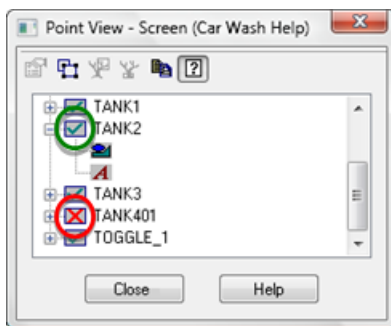 Point View - Screen (Car Wash Help)
TANK1
TANK2
A
TANK3
TANK401
TOGGLE_1
Close
Help